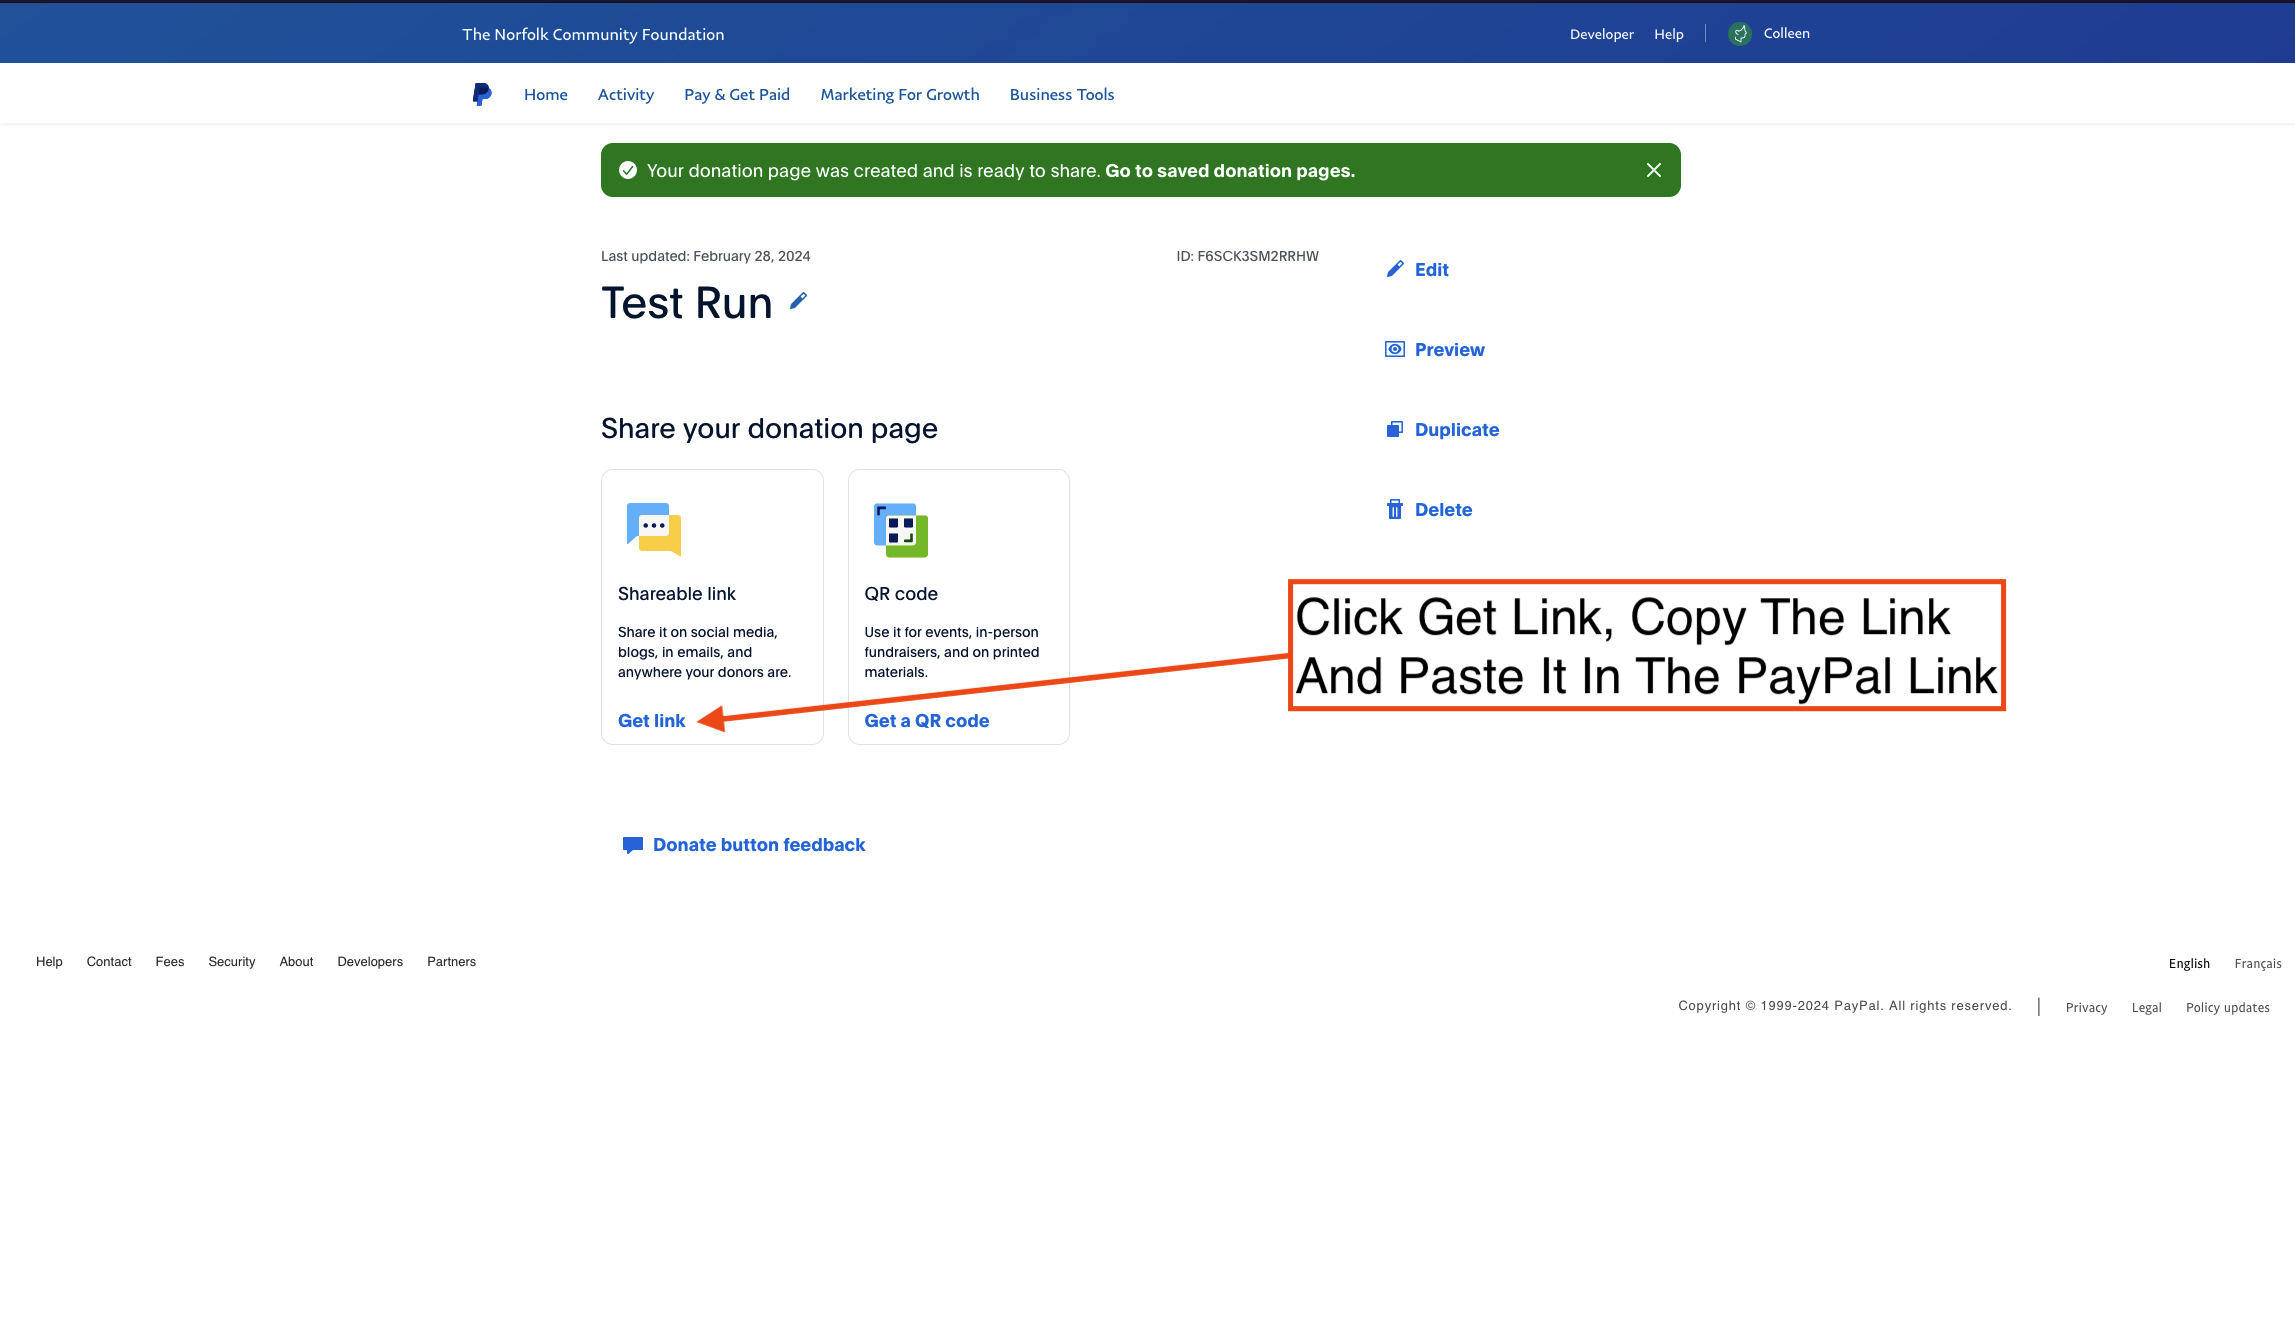 The Norfolk Community Foundation
Developer Help Colleen
Home Activity Pay & Get Paid Marketing For Growth Business Tools
Your donation page was created and is ready to share. Go to saved donation pages.
Last updated: February 28, 2024
ID: F6SCK3SM2RRHW
Test Run
Edit
Preview
Duplicate
Delete
Share your donation page
Shareable link
Share it on social media,
blogs, in emails, and
anywhere your donors are.
Get link
QR code
Use it for events, in-person
fundraisers, and on printed
materials.
Get a QR code
Click Get Link, Copy The Link
And Paste It In The PayPal Link
Donate button feedback
Help Contact Fees Security About Developers Partners
English Français
Copyright © 1999-2024 PayPal. All rights reserved. | Privacy Legal Policy updates